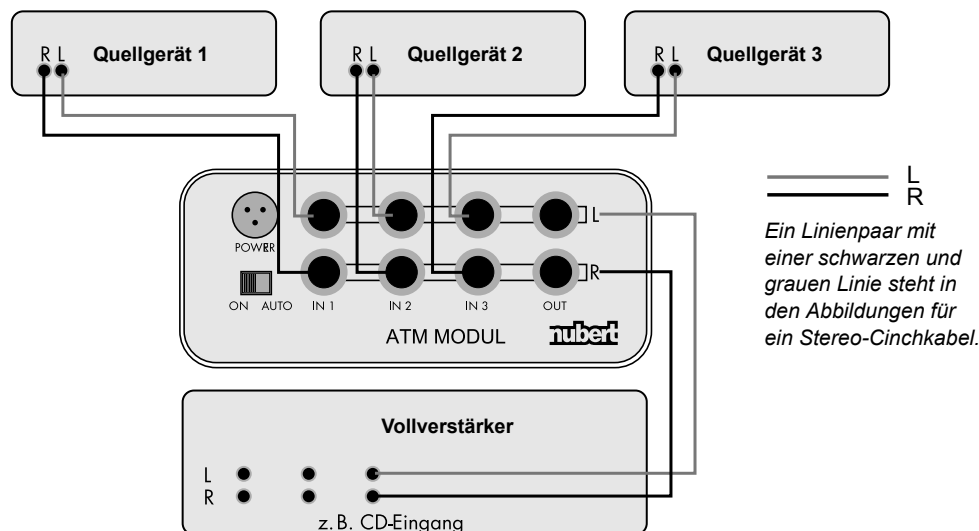 Quellgerät 1
R L
Quellgerät 2
R L
Quellgerät 3
R L
L
R
Ein Linienpaar mit
einer schwarzen und
grauen Linie steht in
den Abbildungen für
ein Stereo-Cinchkabel.
L
POWER
R
ON AUTO
IN 1 IN 2 IN 3 OUT
ATM MODUL nubert
Vollverstärker
L
R
z. B. CD-Eingang